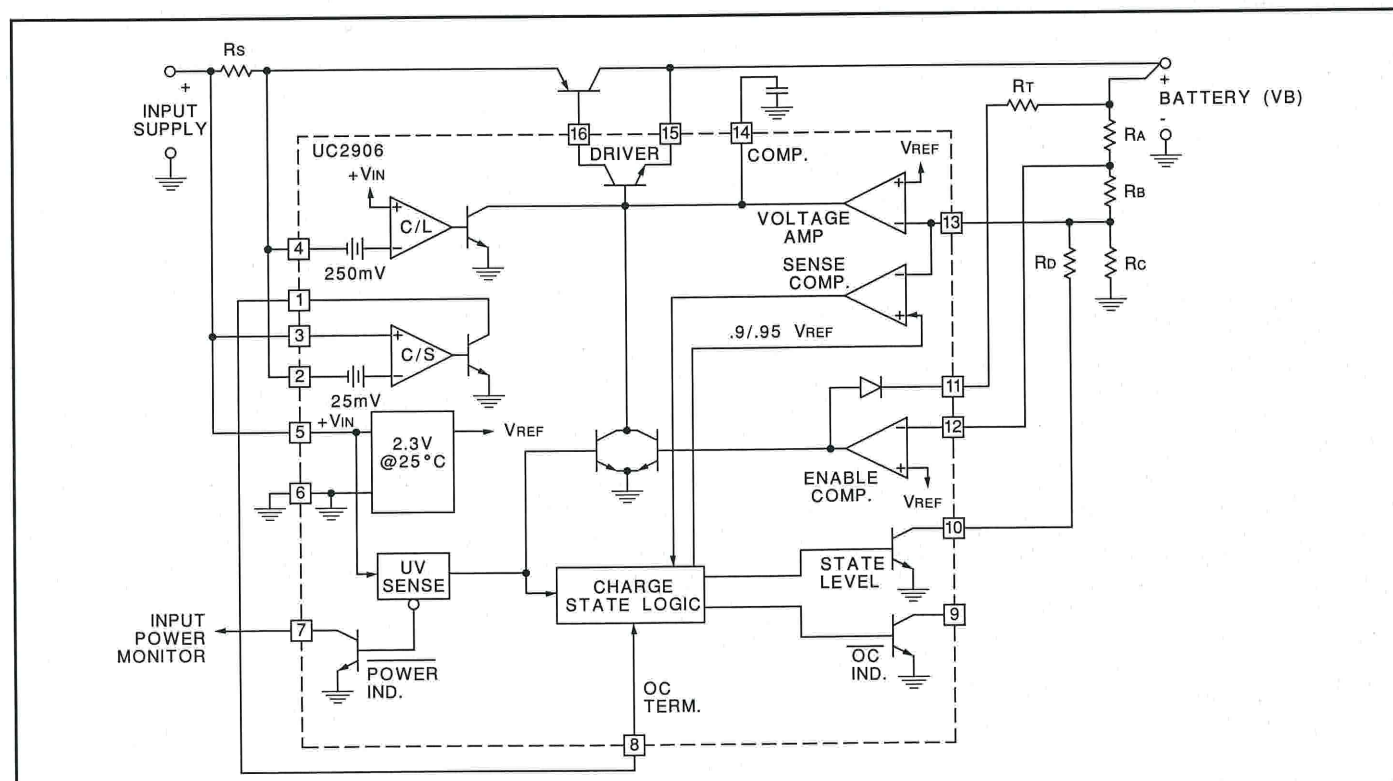 RS
+
INPUT
SUPPLY
RT
+
BATTERY (VB)
-
RA
16
15
14
UC2906
DRIVER
COMP.
VREF
+VIN
+
C/L
-
+
-
VOLTAGE
AMP
13
RB
4
250mV
SENSE
COMP.
-
+
RD
RC
1
3
+
C/S
-
.9/.95 VREF
2
25mV
11
+VIN
5
2.3V
@25°C
VREF
-
12
+
ENABLE
COMP.
VREF
6
10
UV
SENSE
CHARGE
STATE LOGIC
STATE
LEVEL
INPUT
POWER
MONITOR
7
9
POWER
IND.
OC
IND.
OC
TERM.
8